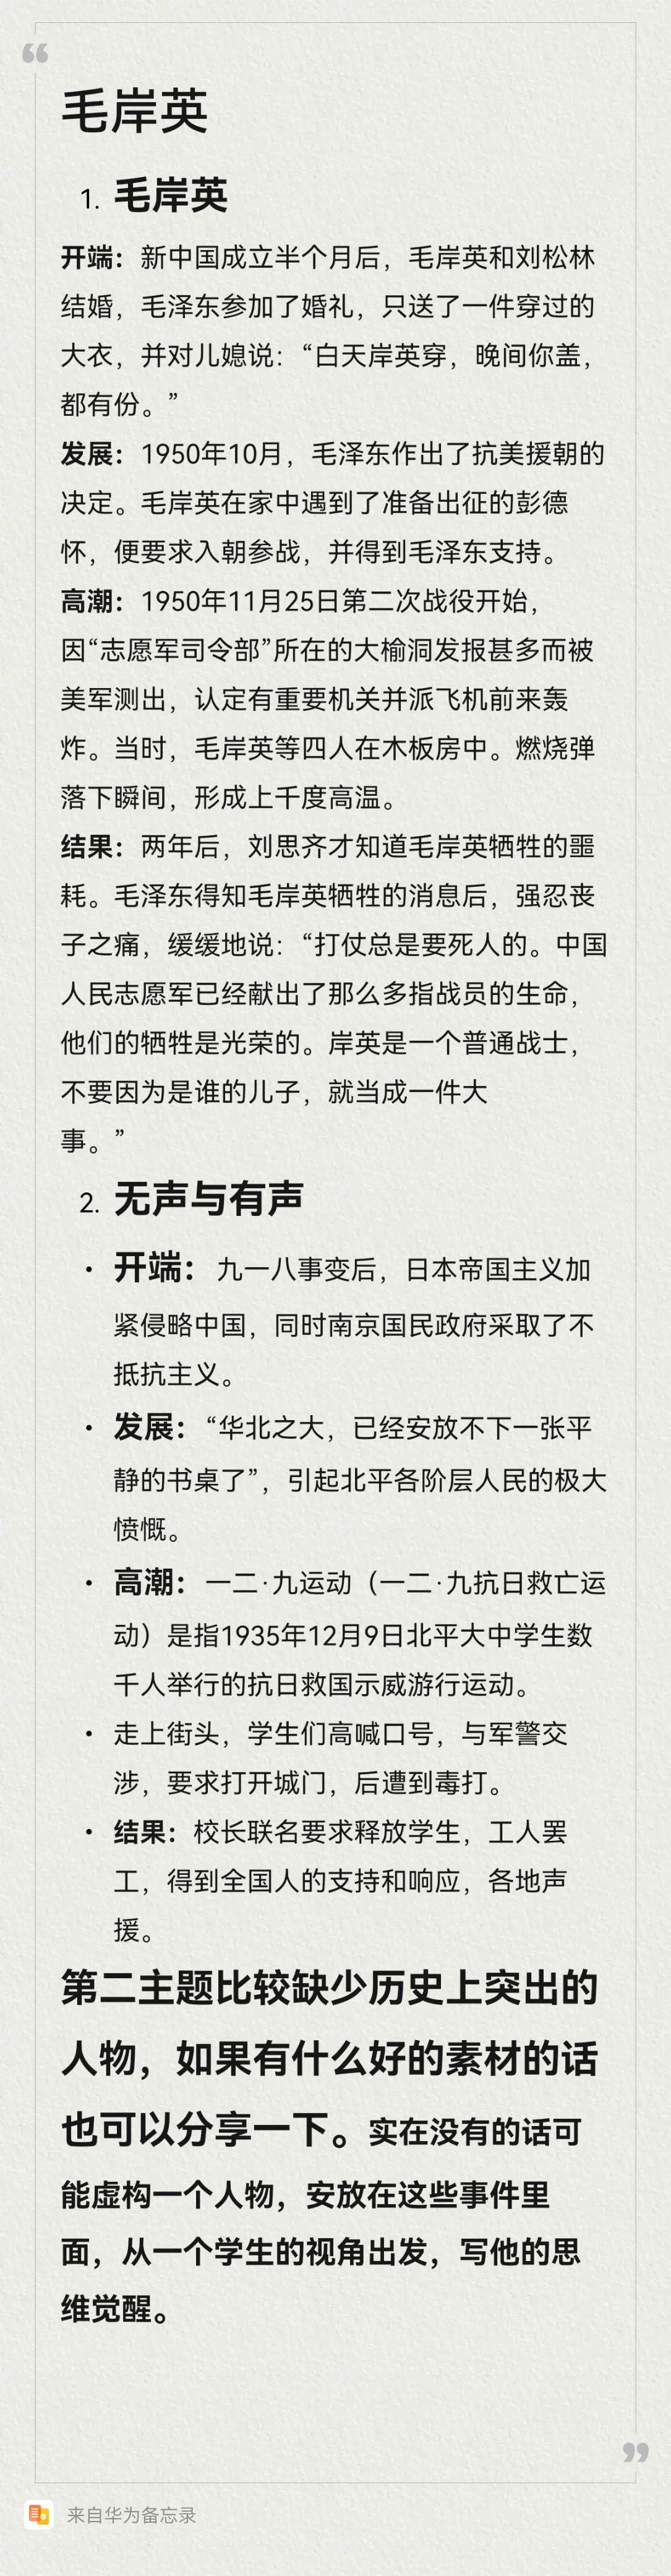 “
毛岸英
1. 毛岸英
开端：新中国成立半个月后，毛岸英和刘松林
结婚，毛泽东参加了婚礼，只送了一件穿过的
大衣，并对儿媳说：“白天岸英穿，晚间你盖，
都有份。”
发展：1950年10月，毛泽东作出了抗美援朝的
决定。毛岸英在家中遇到了准备出征的彭德
怀，便要求入朝参战，并得到毛泽东支持。
高潮：1950年11月25日第二次战役开始，
因“志愿军司令部”所在的大榆洞发报甚多而被
美军测出，认定有重要机关并派飞机前来轰
炸。当时，毛岸英等四人在木板房中。燃烧弹
落下瞬间，形成上千度高温。
结果：两年后，刘思齐才知道毛岸英牺牲的噩
耗。毛泽东得知毛岸英牺牲的消息后，强忍丧
子之痛，缓缓地说：“打仗总是要死人的。中国
人民志愿军已经献出了那么多指战员的生命，
他们的牺牲是光荣的。岸英是一个普通战士，
不要因为是谁的儿子，就当成一件大
事。”
2. 无声与有声
• 开端：九一八事变后，日本帝国主义加
紧侵略中国，同时南京国民政府采取了不
抵抗主义。
• 发展：“华北之大，已经安放不下一张平
静的书桌了”，引起北平各阶层人民的极大
愤慨。
• 高潮：一二·九运动（一二·九抗日救亡运
动）是指1935年12月9日北平大中学生数
千人举行的抗日救国示威游行运动。
• 走上街头，学生们高喊口号，与军警交
涉，要求打开城门，后遭到毒打。
• 结果：校长联名要求释放学生，工人罢
工，得到全国人的支持和响应，各地声
援。
第二主题比较缺少历史上突出的
人物，如果有什么好的素材的话
也可以分享一下。实在没有的话可
能虚构一个人物，安放在这些事件里
面，从一个学生的视角出发，写他的思
维觉醒。
”
来自华为备忘录